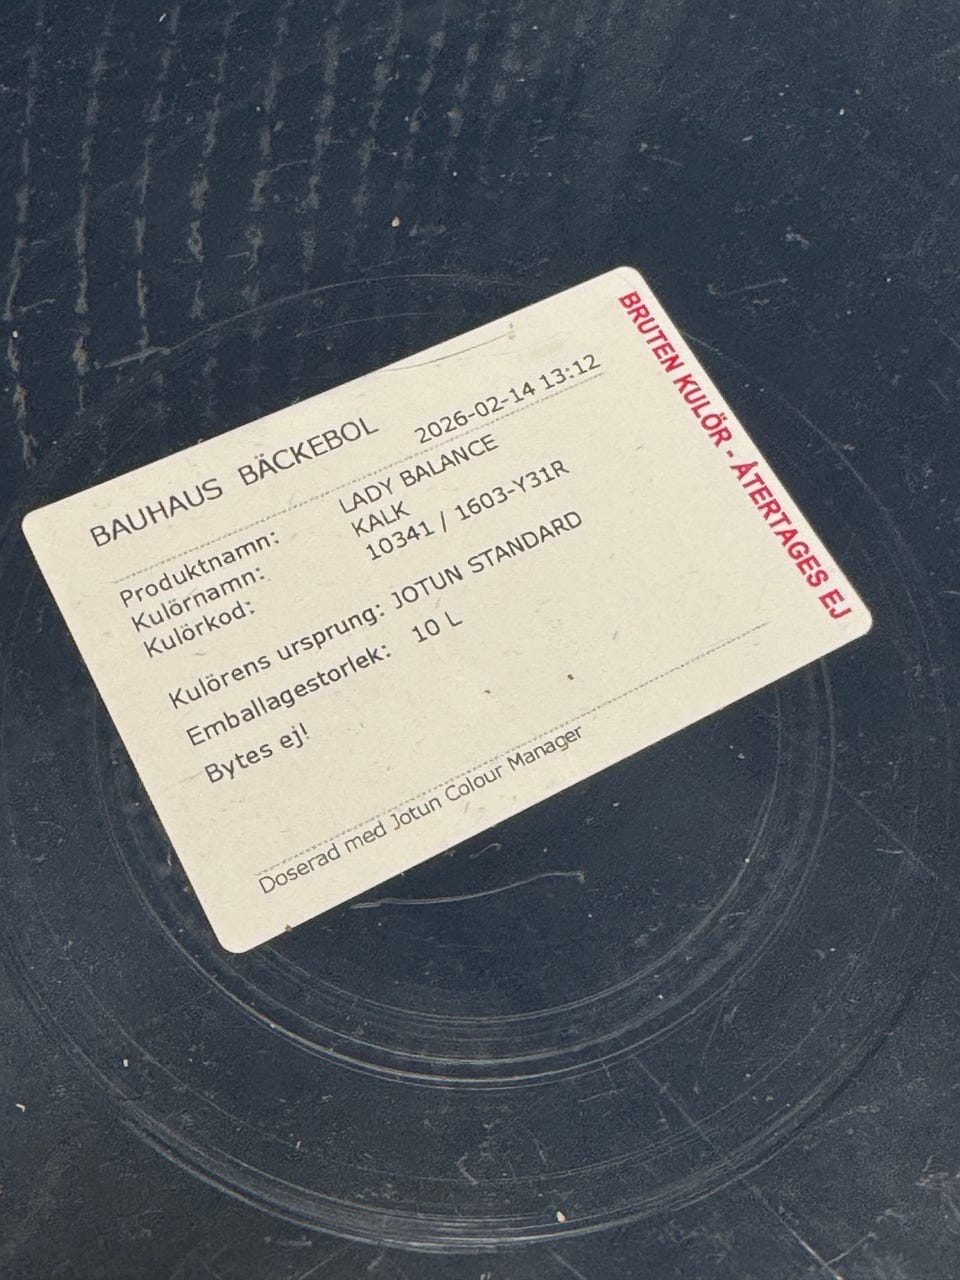 BAUHAUS BÄCKEBOL
2026-02-14 13:12
Produktnamn: LADY BALANCE
Kulörnamn: KALK
Kulörkod: 10341 / 1603-Y31R
Kulörens ursprung: JOTUN STANDARD
Emballagestorlek: 10 L
Bytes ej!
Doserad med Jotun Colour Manager
BRUTEN KULÖR - ÅTERTAGES EJ